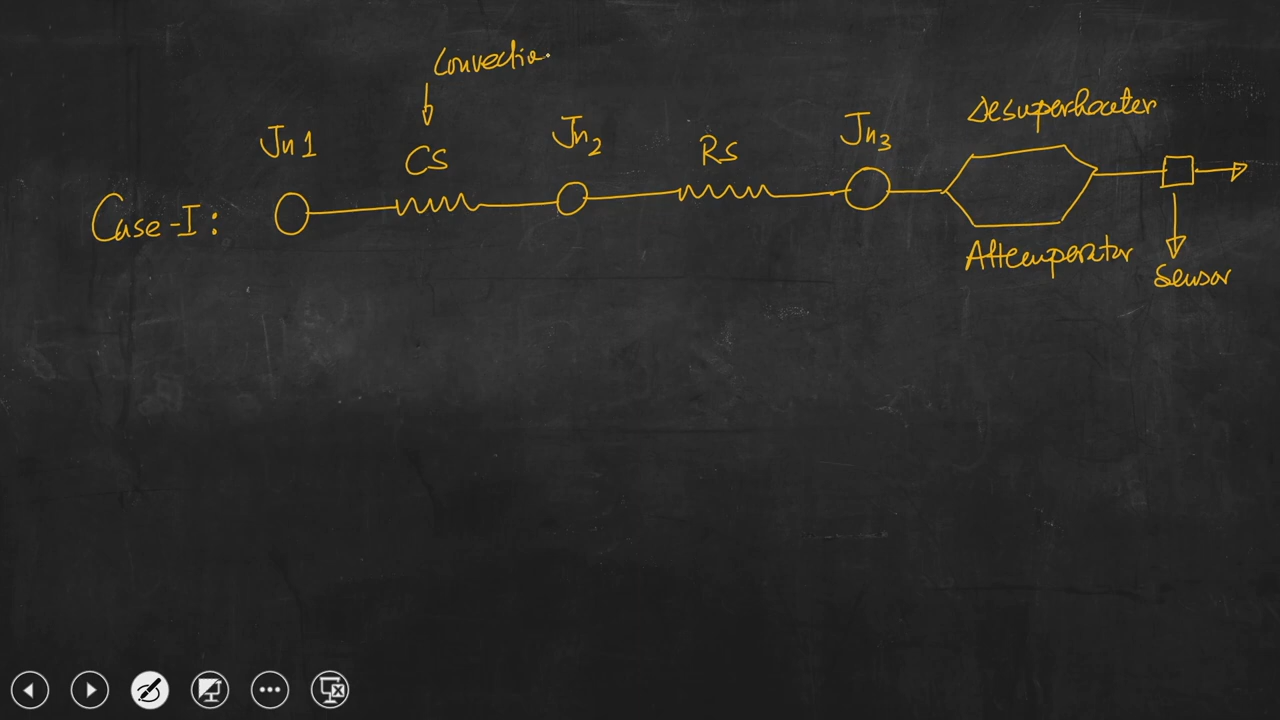 Convectio.
Desuperheater
Jn1
CS
Jn2
RS
Jn3
Case-I:
Attemperator
Sensor